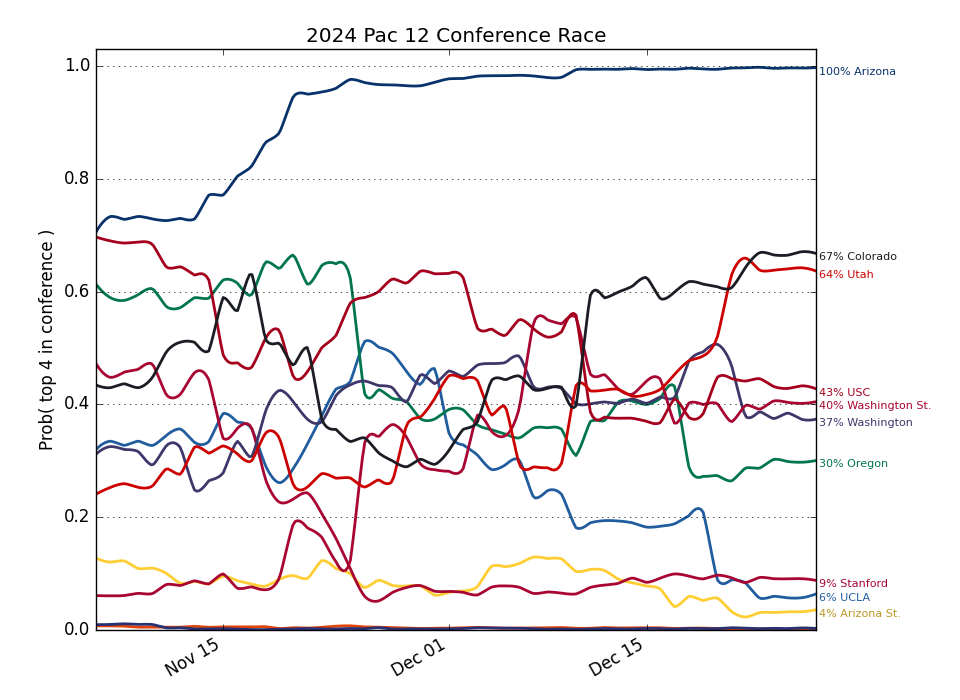 2024 Pac 12 Conference Race
Prob( top 4 in conference )
1.0
0.8
0.6
0.4
0.2
0.0
Nov 15
Dec 01
Dec 15
100% Arizona
67% Colorado
64% Utah
43% USC
40% Washington St.
37% Washington
30% Oregon
9% Stanford
6% UCLA
4% Arizona St.